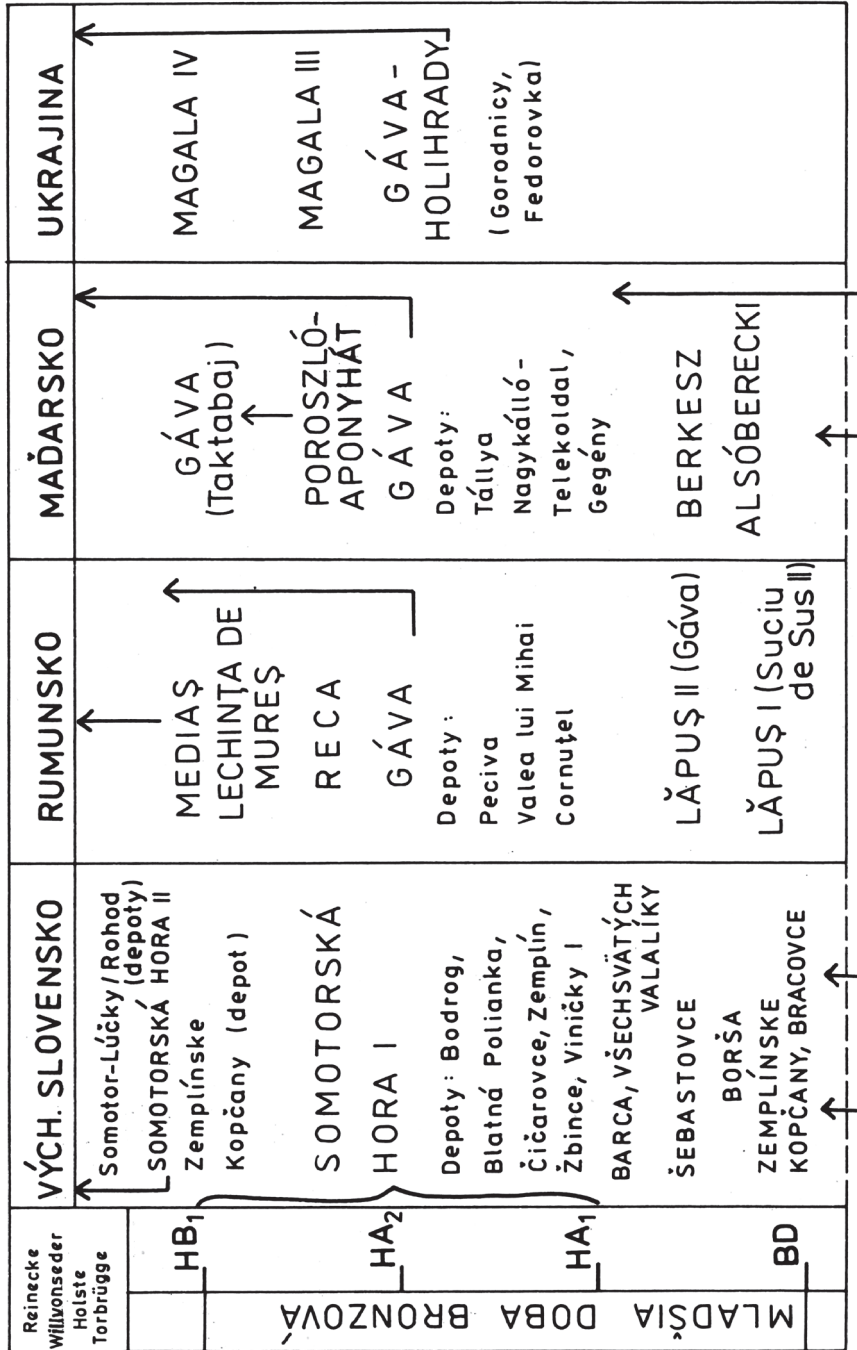 Reinecke
Willvonseder
Holste
Torbrügge
HB1
HA2
HA1
BD
MLADŠIA DOBA BRONZOVÁ
VÝCH. SLOVENSKO
Somotor-Lúčky/Rohod
(depoty)
SOMOTORSKÁ HORA II
Zemplínske
Kopčany (depot)
SOMOTORSKÁ
HORA I
Depoty: Bodrog,
Blatná Polianka,
Čičarovce, Zemplín,
Žbince, Viničky I
BARCA, VŠECHSVÄTÝCH
VALALÍKY
ŠEBASTOVCE
BORŠA
ZEMPLÍNSKE
KOPČANY, BRACOVCE
RUMUNSKO
MEDIAŞ
LECHINŢA DE
MUREŞ
RECA
GÁVA
Depoty:
Peciva
Valea lui Mihai
Cornuţel
LĂPUŞ II (Gáva)
LĂPUŞ I (Suciu
de Sus II)
MAĎARSKO
GÁVA
(Taktabaj)
POROSZLÓ-
APONYHÁT
GÁVA
Depoty:
Tállya
Nagykálló-
Telekoldal,
Gegény
BERKESZ
ALSÓBERECKI
UKRAJINA
MAGALA IV
MAGALA III
GÁVA-
HOLIHRADY
(Gorodnicy,
Fedorovka)